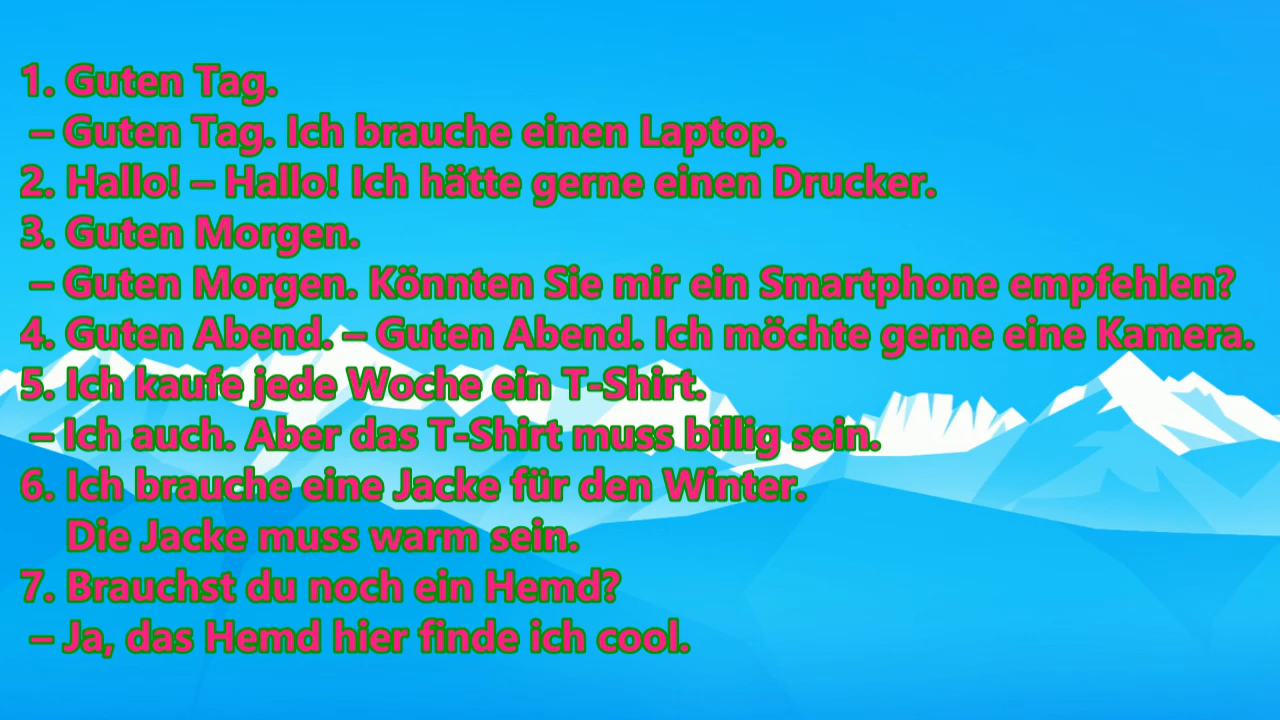 1. Guten Tag.
– Guten Tag. Ich brauche einen Laptop.
2. Hallo! – Hallo! Ich hätte gerne einen Drucker.
3. Guten Morgen.
– Guten Morgen. Könnten Sie mir ein Smartphone empfehlen?
4. Guten Abend. – Guten Abend. Ich möchte gerne eine Kamera.
5. Ich kaufe jede Woche ein T-Shirt.
– Ich auch. Aber das T-Shirt muss billig sein.
6. Ich brauche eine Jacke für den Winter.
Die Jacke muss warm sein.
7. Brauchst du noch ein Hemd?
– Ja, das Hemd hier finde ich cool.